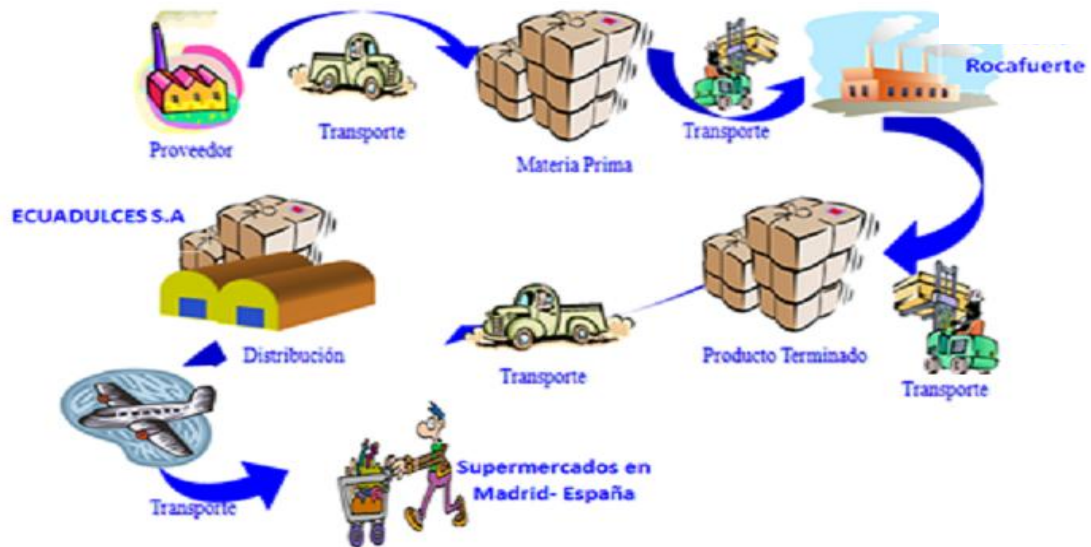 Rocafuerte
Transporte
Transporte
Proveedor
Materia Prima
ECUADULCES S.A
Distribución
Producto Terminado
Transporte
Transporte
Supermercados en
Madrid- España
Transporte